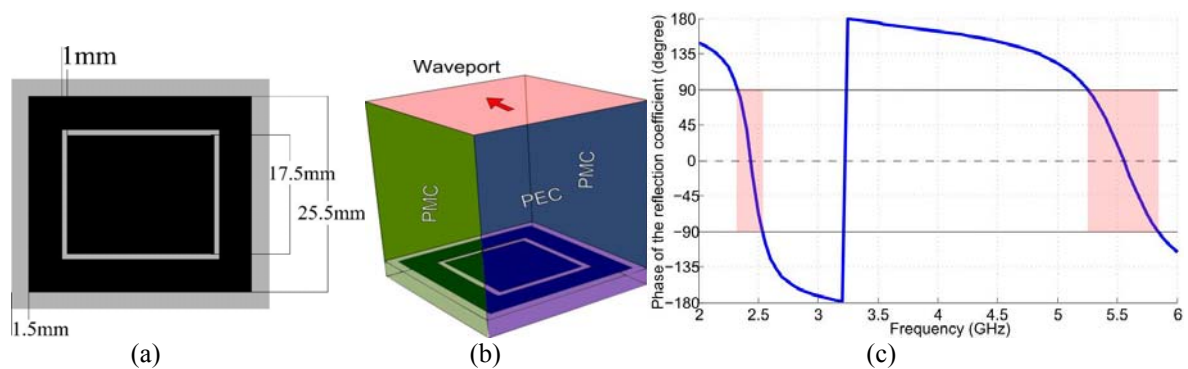 1mm
17.5mm
25.5mm
1.5mm
(a)
Waveport
PMC
PEC
PMC
(b)
Phase of the reflection coefficient (degree)
180
135
90
45
0
-45
-90
-135
-180
2 2.5 3 3.5 4 4.5 5 5.5 6
Frequency (GHz)
(c)